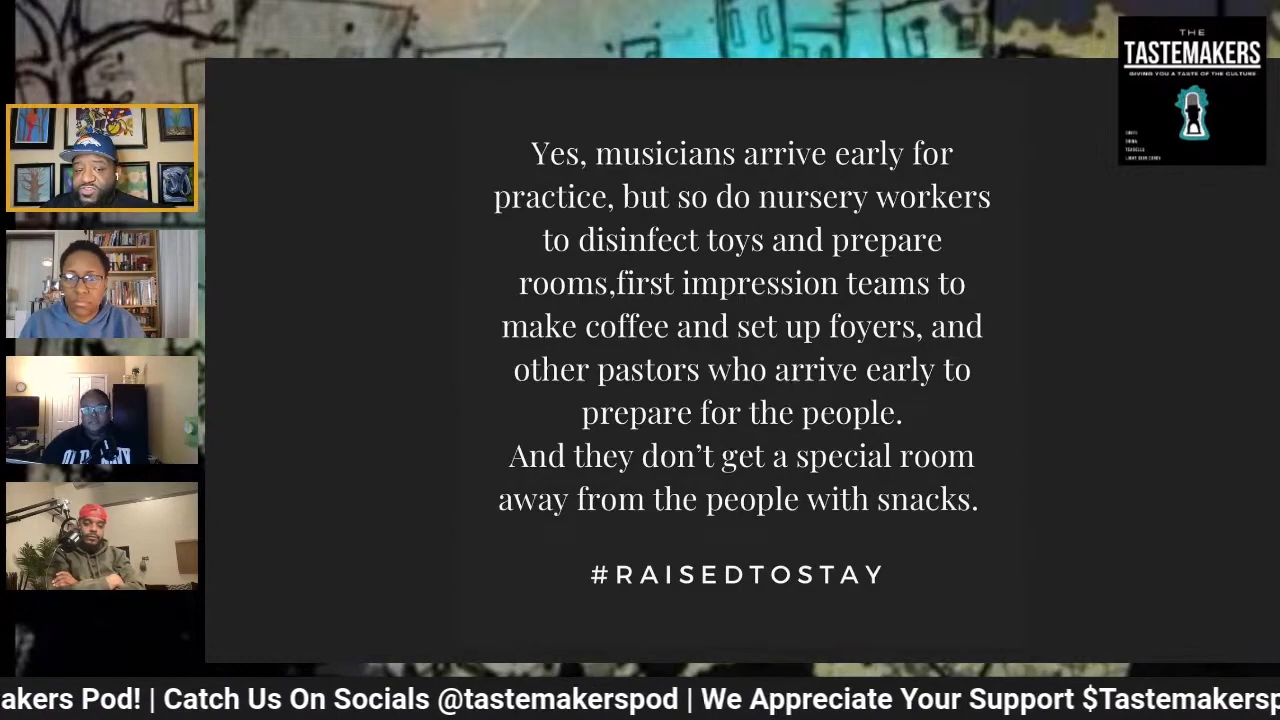 THE
TASTEMAKERS
GIVING YOU A TASTE OF THE CULTURE
Yes, musicians arrive early for
practice, but so do nursery workers
to disinfect toys and prepare
rooms,first impression teams to
make coffee and set up foyers, and
other pastors who arrive early to
prepare for the people.
And they don’t get a special room
away from the people with snacks.
#RAISEDTOSTAY
akers Pod! | Catch Us On Socials @tastemakerspod | We Appreciate Your Support $Tastemakersp